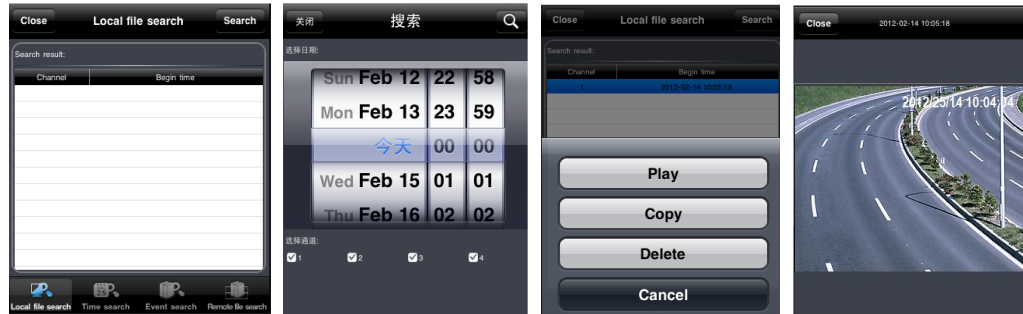 Close Local file search Search
Search result:
Channel Begin time
Local file search Time search Event search Remote file search
关闭 搜索
选择日期:
Sun Feb 12 22 58
Mon Feb 13 23 59
今天 00 00
Wed Feb 15 01 01
Thu Feb 16 02 02
选择通道:
1 2 3 4
Close Local file search Search
Search result:
Channel Begin time
1 2012-02-14 10:05:18
Play
Copy
Delete
Cancel
Close 2012-02-14 10:05:18
2012/25/14 10:04:04